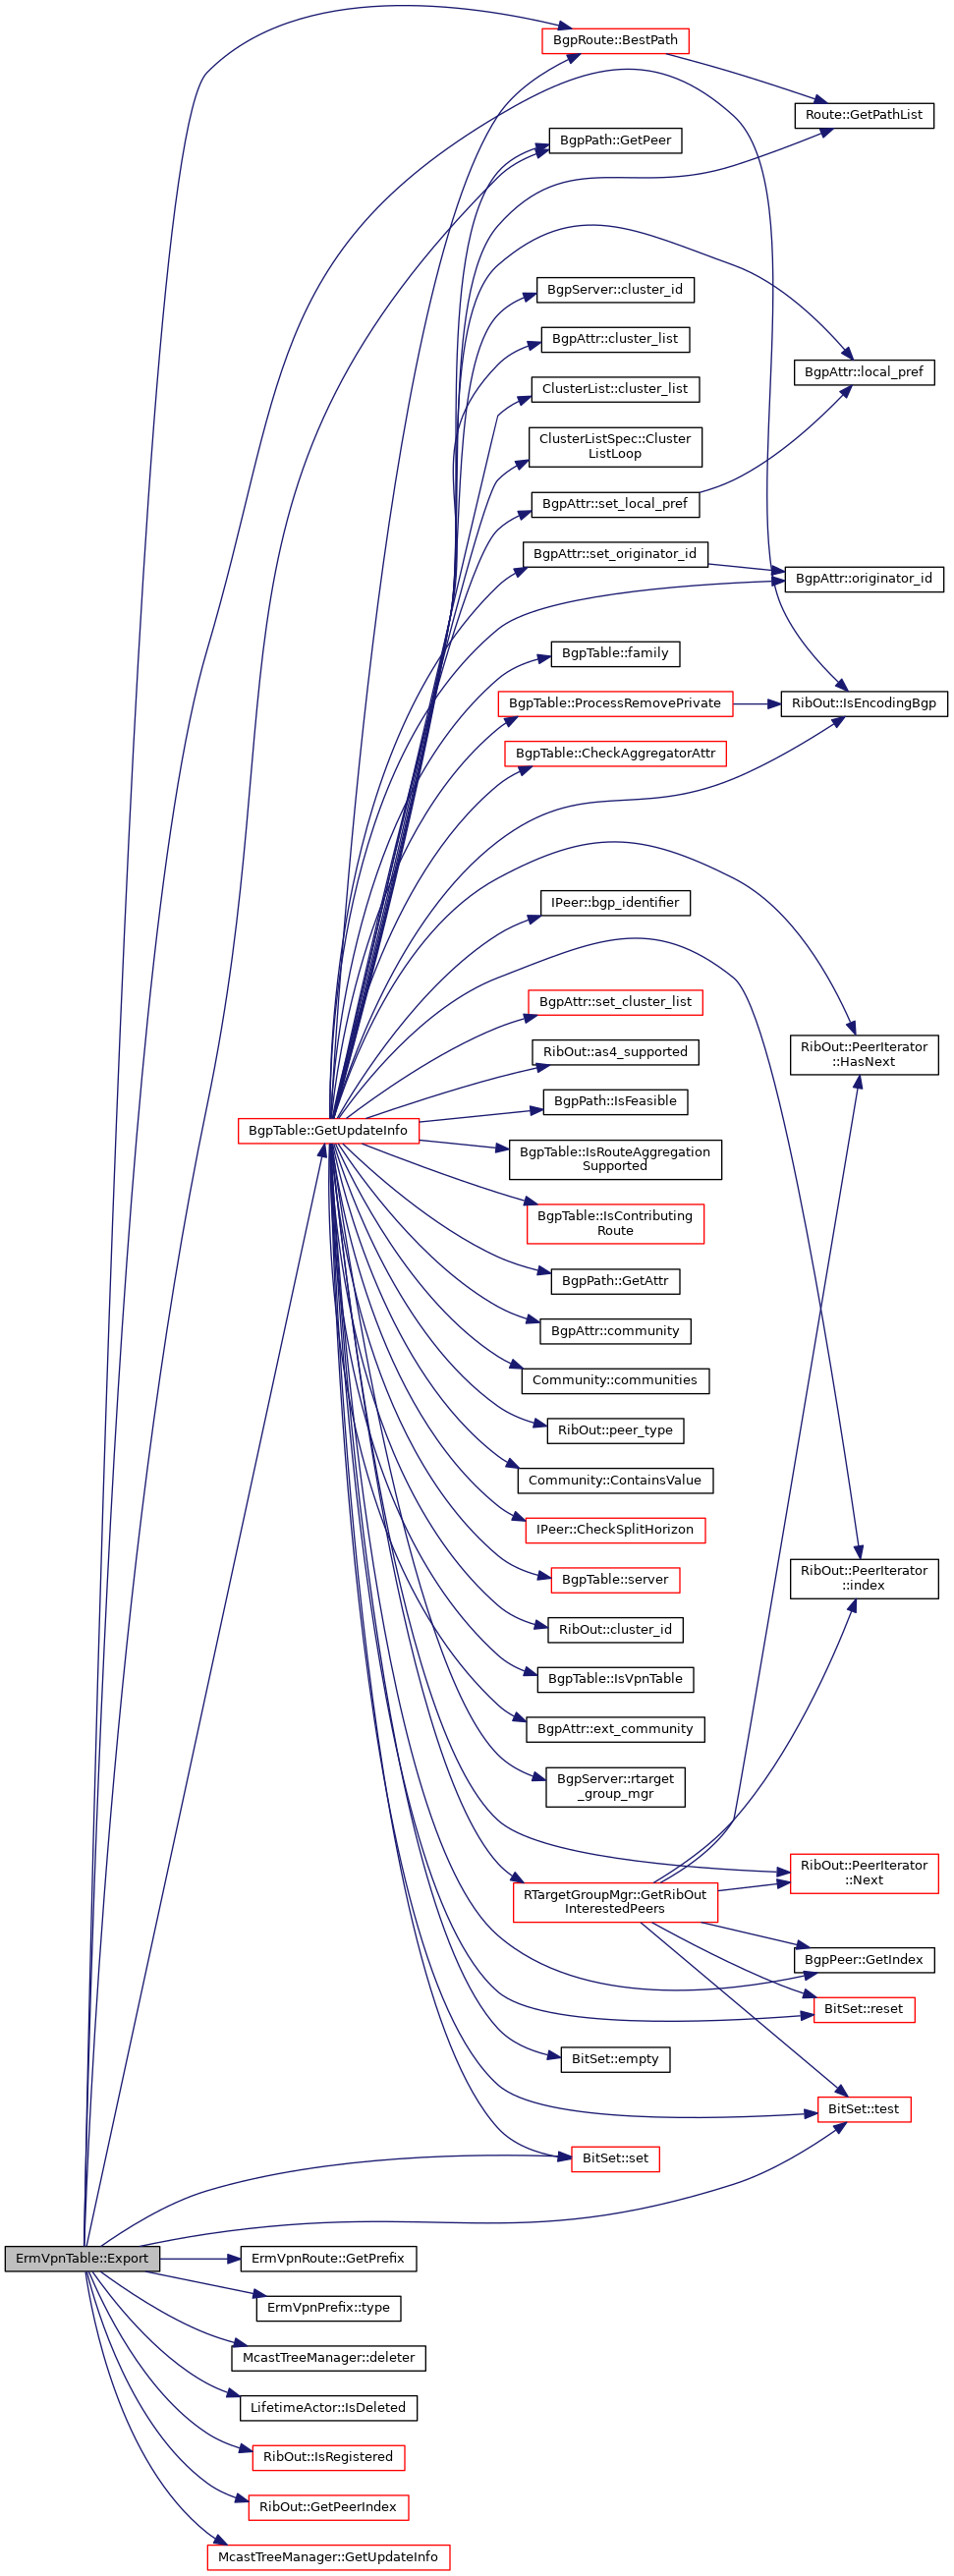 BgpRoute::BestPath
Route::GetPathList
BgpPath::GetPeer
BgpServer::cluster_id
BgpAttr::cluster_list
BgpAttr::local_pref
ClusterList::cluster_list
ClusterListSpec::Cluster
ListLoop
BgpAttr::set_local_pref
BgpAttr::set_originator_id
BgpAttr::originator_id
BgpTable::family
BgpTable::ProcessRemovePrivate
RibOut::IsEncodingBgp
BgpTable::CheckAggregatorAttr
IPeer::bgp_identifier
BgpAttr::set_cluster_list
RibOut::as4_supported
RibOut::PeerIterator
::HasNext
BgpPath::IsFeasible
BgpTable::GetUpdateInfo
BgpTable::IsRouteAggregation
Supported
BgpTable::IsContributing
Route
BgpPath::GetAttr
BgpAttr::community
Community::communities
RibOut::peer_type
Community::ContainsValue
IPeer::CheckSplitHorizon
BgpTable::server
RibOut::PeerIterator
::index
RibOut::cluster_id
BgpTable::IsVpnTable
BgpAttr::ext_community
BgpServer::rtarget
_group_mgr
RibOut::PeerIterator
::Next
RTargetGroupMgr::GetRibOut
InterestedPeers
BgpPeer::GetIndex
BitSet::reset
BitSet::empty
BitSet::test
BitSet::set
ErmVpnTable::Export
ErmVpnRoute::GetPrefix
ErmVpnPrefix::type
McastTreeManager::deleter
LifetimeActor::IsDeleted
RibOut::IsRegistered
RibOut::GetPeerIndex
McastTreeManager::GetUpdateInfo